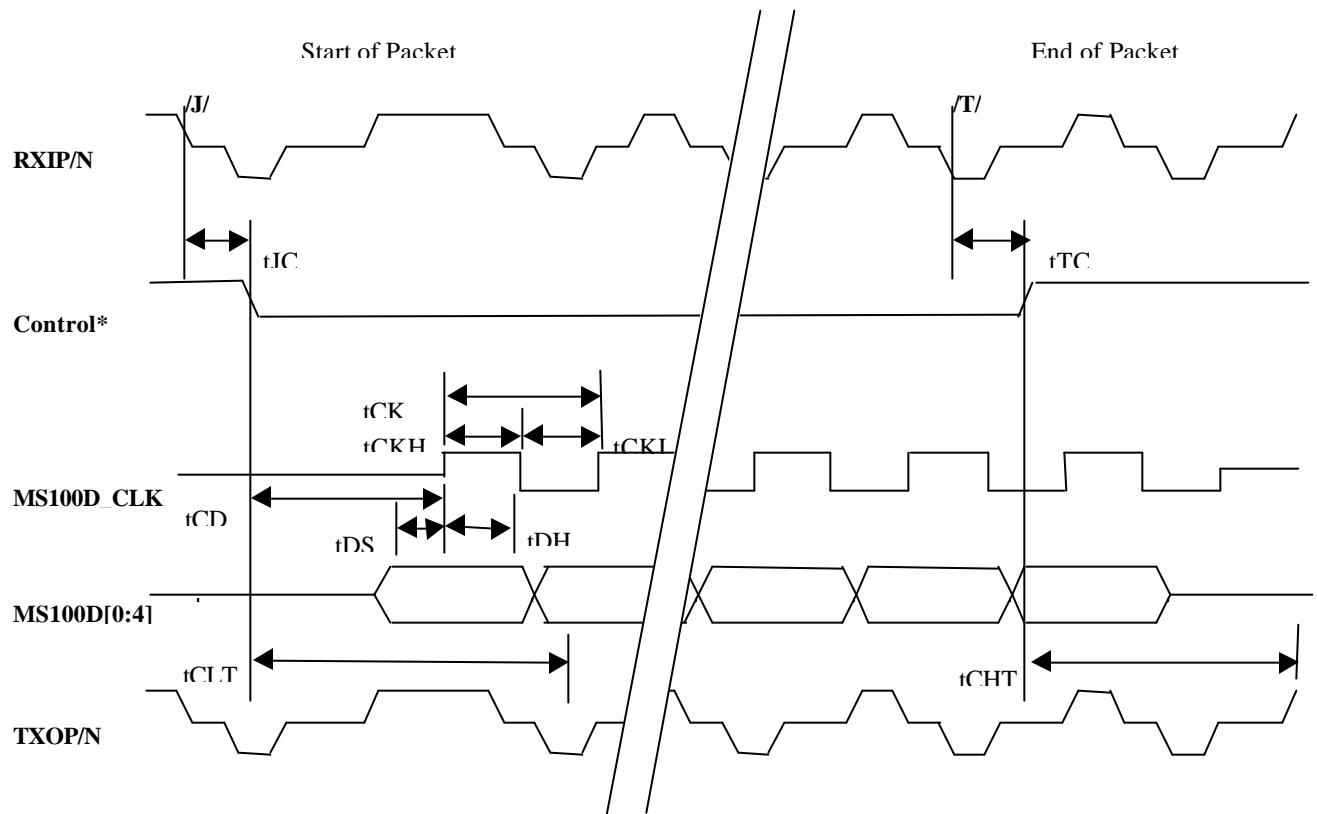 Start of Packet
End of Packet
/J/
/T/
RXIP/N
tJC
tTC
Control*
tCK
tCKH
tCKL
MS100D_CLK
tCD
tDS
tDH
MS100D[0:4]
tCLT
tCHT
TXOP/N